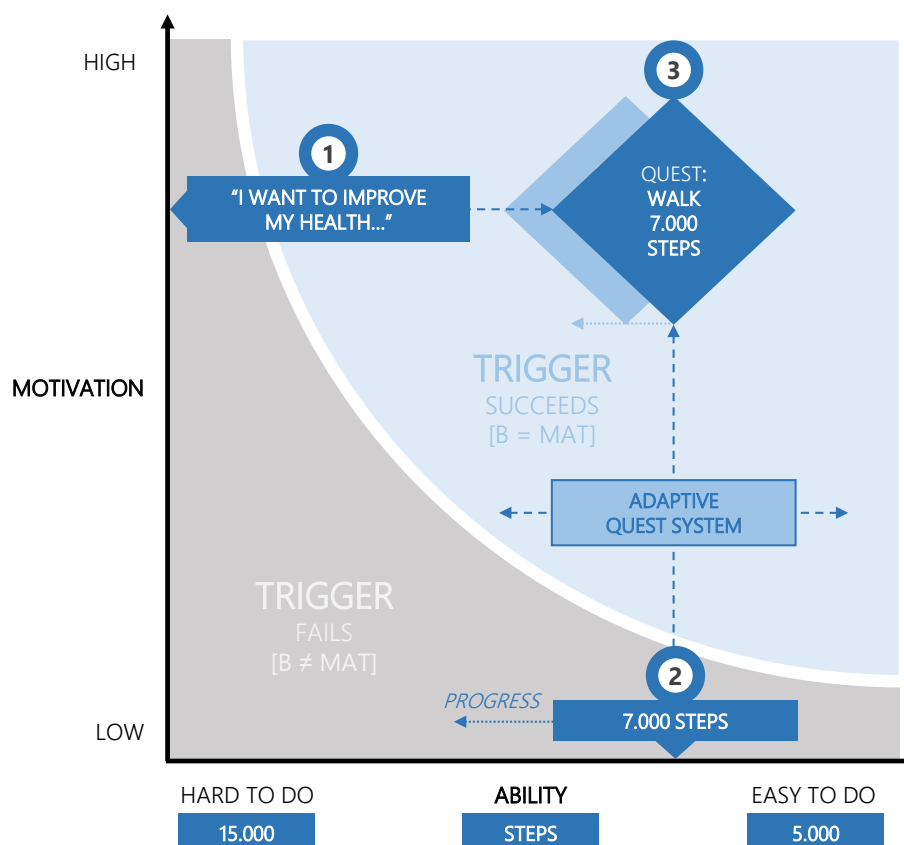 HIGH
3
1
QUEST:
WALK
7.000
STEPS
“I WANT TO IMPROVE
MY HEALTH...”
TRIGGER
SUCCEEDS
[B = MAT]
MOTIVATION
ADAPTIVE
QUEST SYSTEM
TRIGGER
FAILS
[B ≠ MAT]
2
PROGRESS
7.000 STEPS
LOW
HARD TO DO
ABILITY
EASY TO DO
15.000
STEPS
5.000